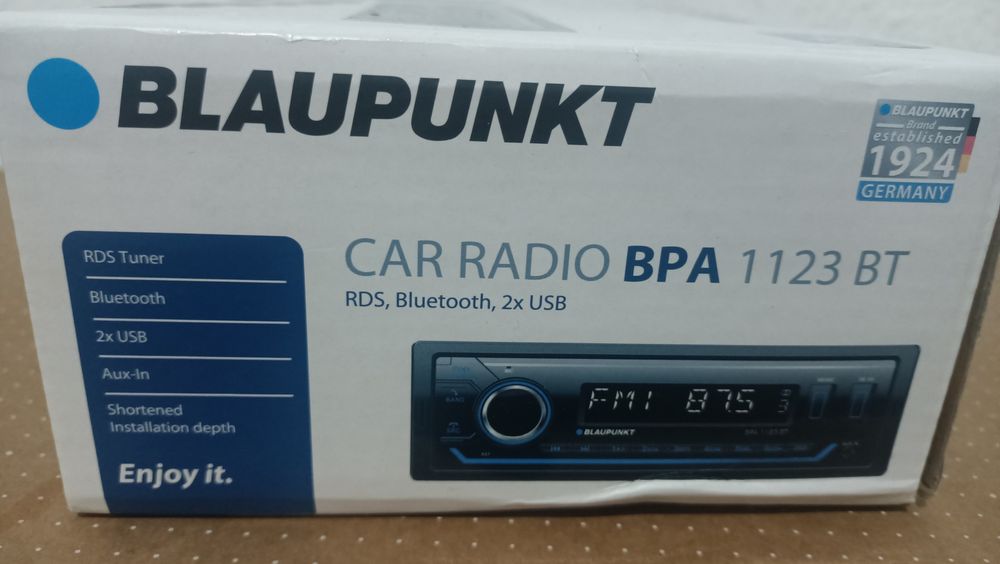 BLAUPUNKT
BLAUPUNKT
Brand
established
1924
GERMANY
RDS Tuner
Bluetooth
2x USB
Aux-In
Shortened
Installation depth
Enjoy it.
CAR RADIO BPA 1123 BT
RDS, Bluetooth, 2x USB
BAND
FM1 87.5
BLAUPUNKT
BPA 1123 BT